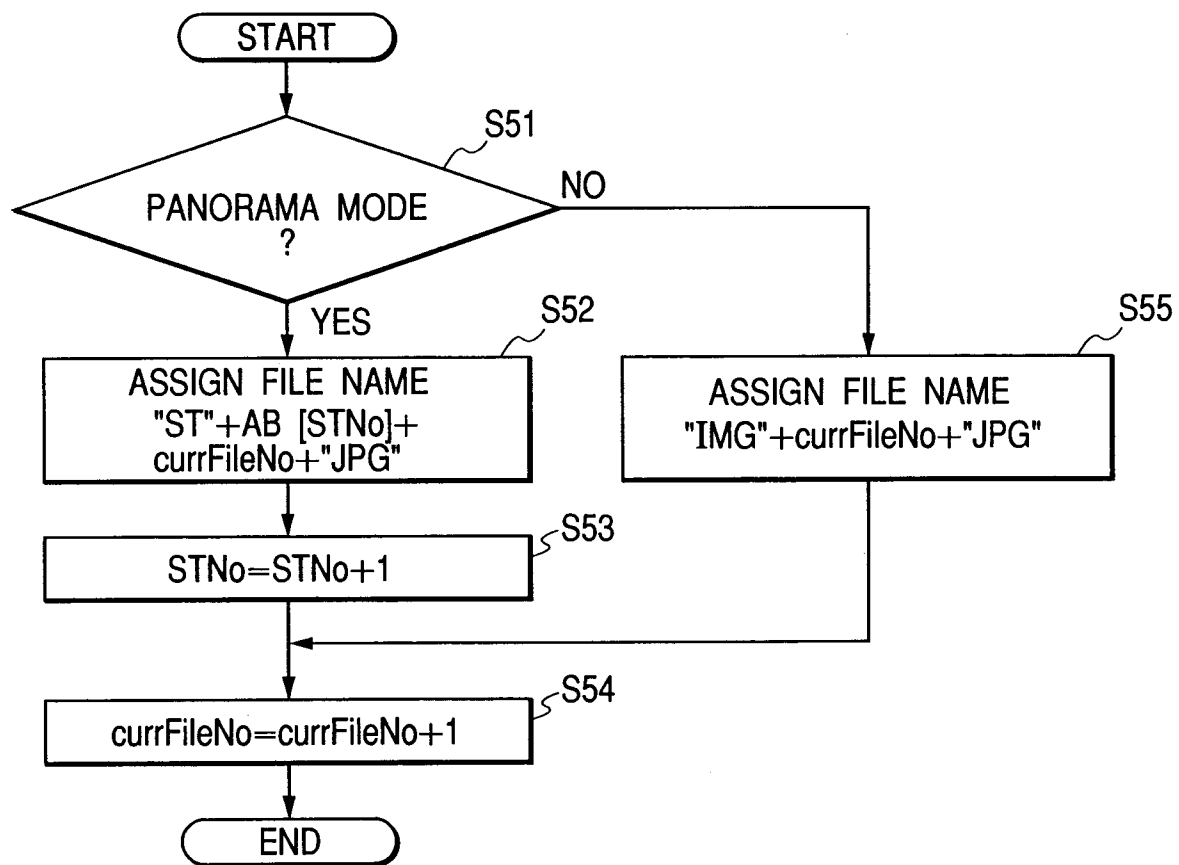 START
S51
PANORAMA MODE
?
NO
YES
S52
ASSIGN FILE NAME
"ST"+AB [STNo]+
currFileNo+"JPG"
S55
ASSIGN FILE NAME
"IMG"+currFileNo+"JPG"
S53
STNo=STNo+1
S54
currFileNo=currFileNo+1
END